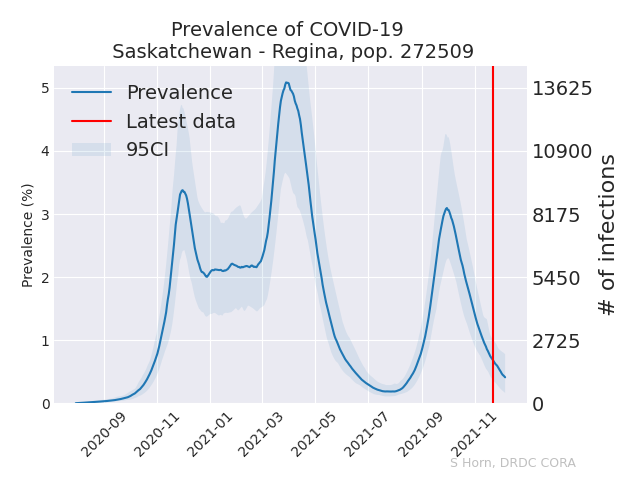 Prevalence of COVID-19
Saskatchewan - Regina, pop. 272509
Prevalence
Latest data
95CI
Prevalence (%)
5
4
3
2
1
0
13625
10900
8175
5450
2725
0
# of infections
2020-09
2020-11
2021-01
2021-03
2021-05
2021-07
2021-09
2021-11
S Horn, DRDC CORA